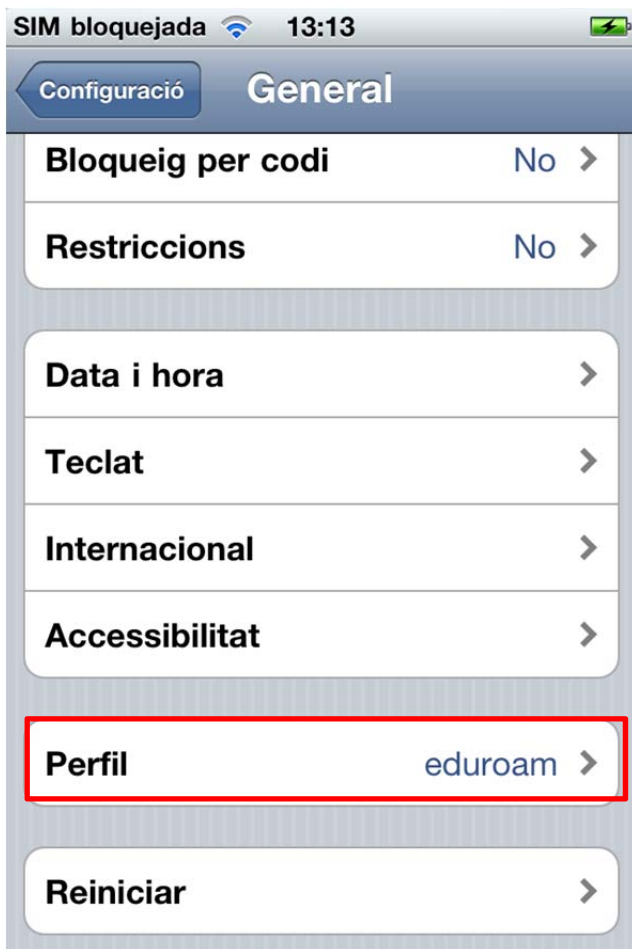 SIM bloquejada 13:13
Configuració General
Bloqueig per codi No
Restriccions No
Data i hora
Teclat
Internacional
Accessibilitat
Perfil eduroam
Reiniciar